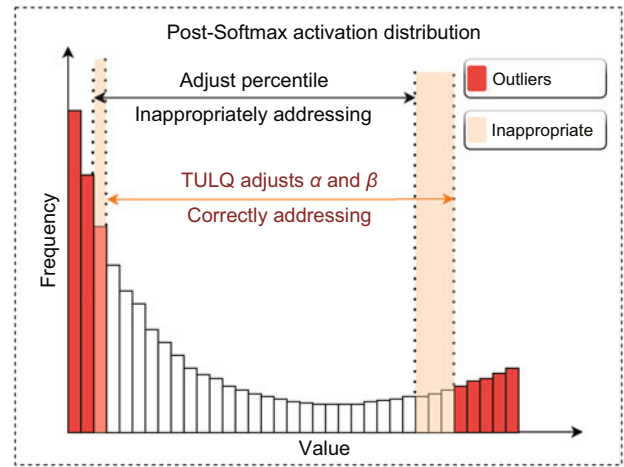 Post-Softmax activation distribution
Adjust percentile
Inappropriately addressing
TULQ adjusts α and β
Correctly addressing
Outliers
Inappropriate
Frequency
Value